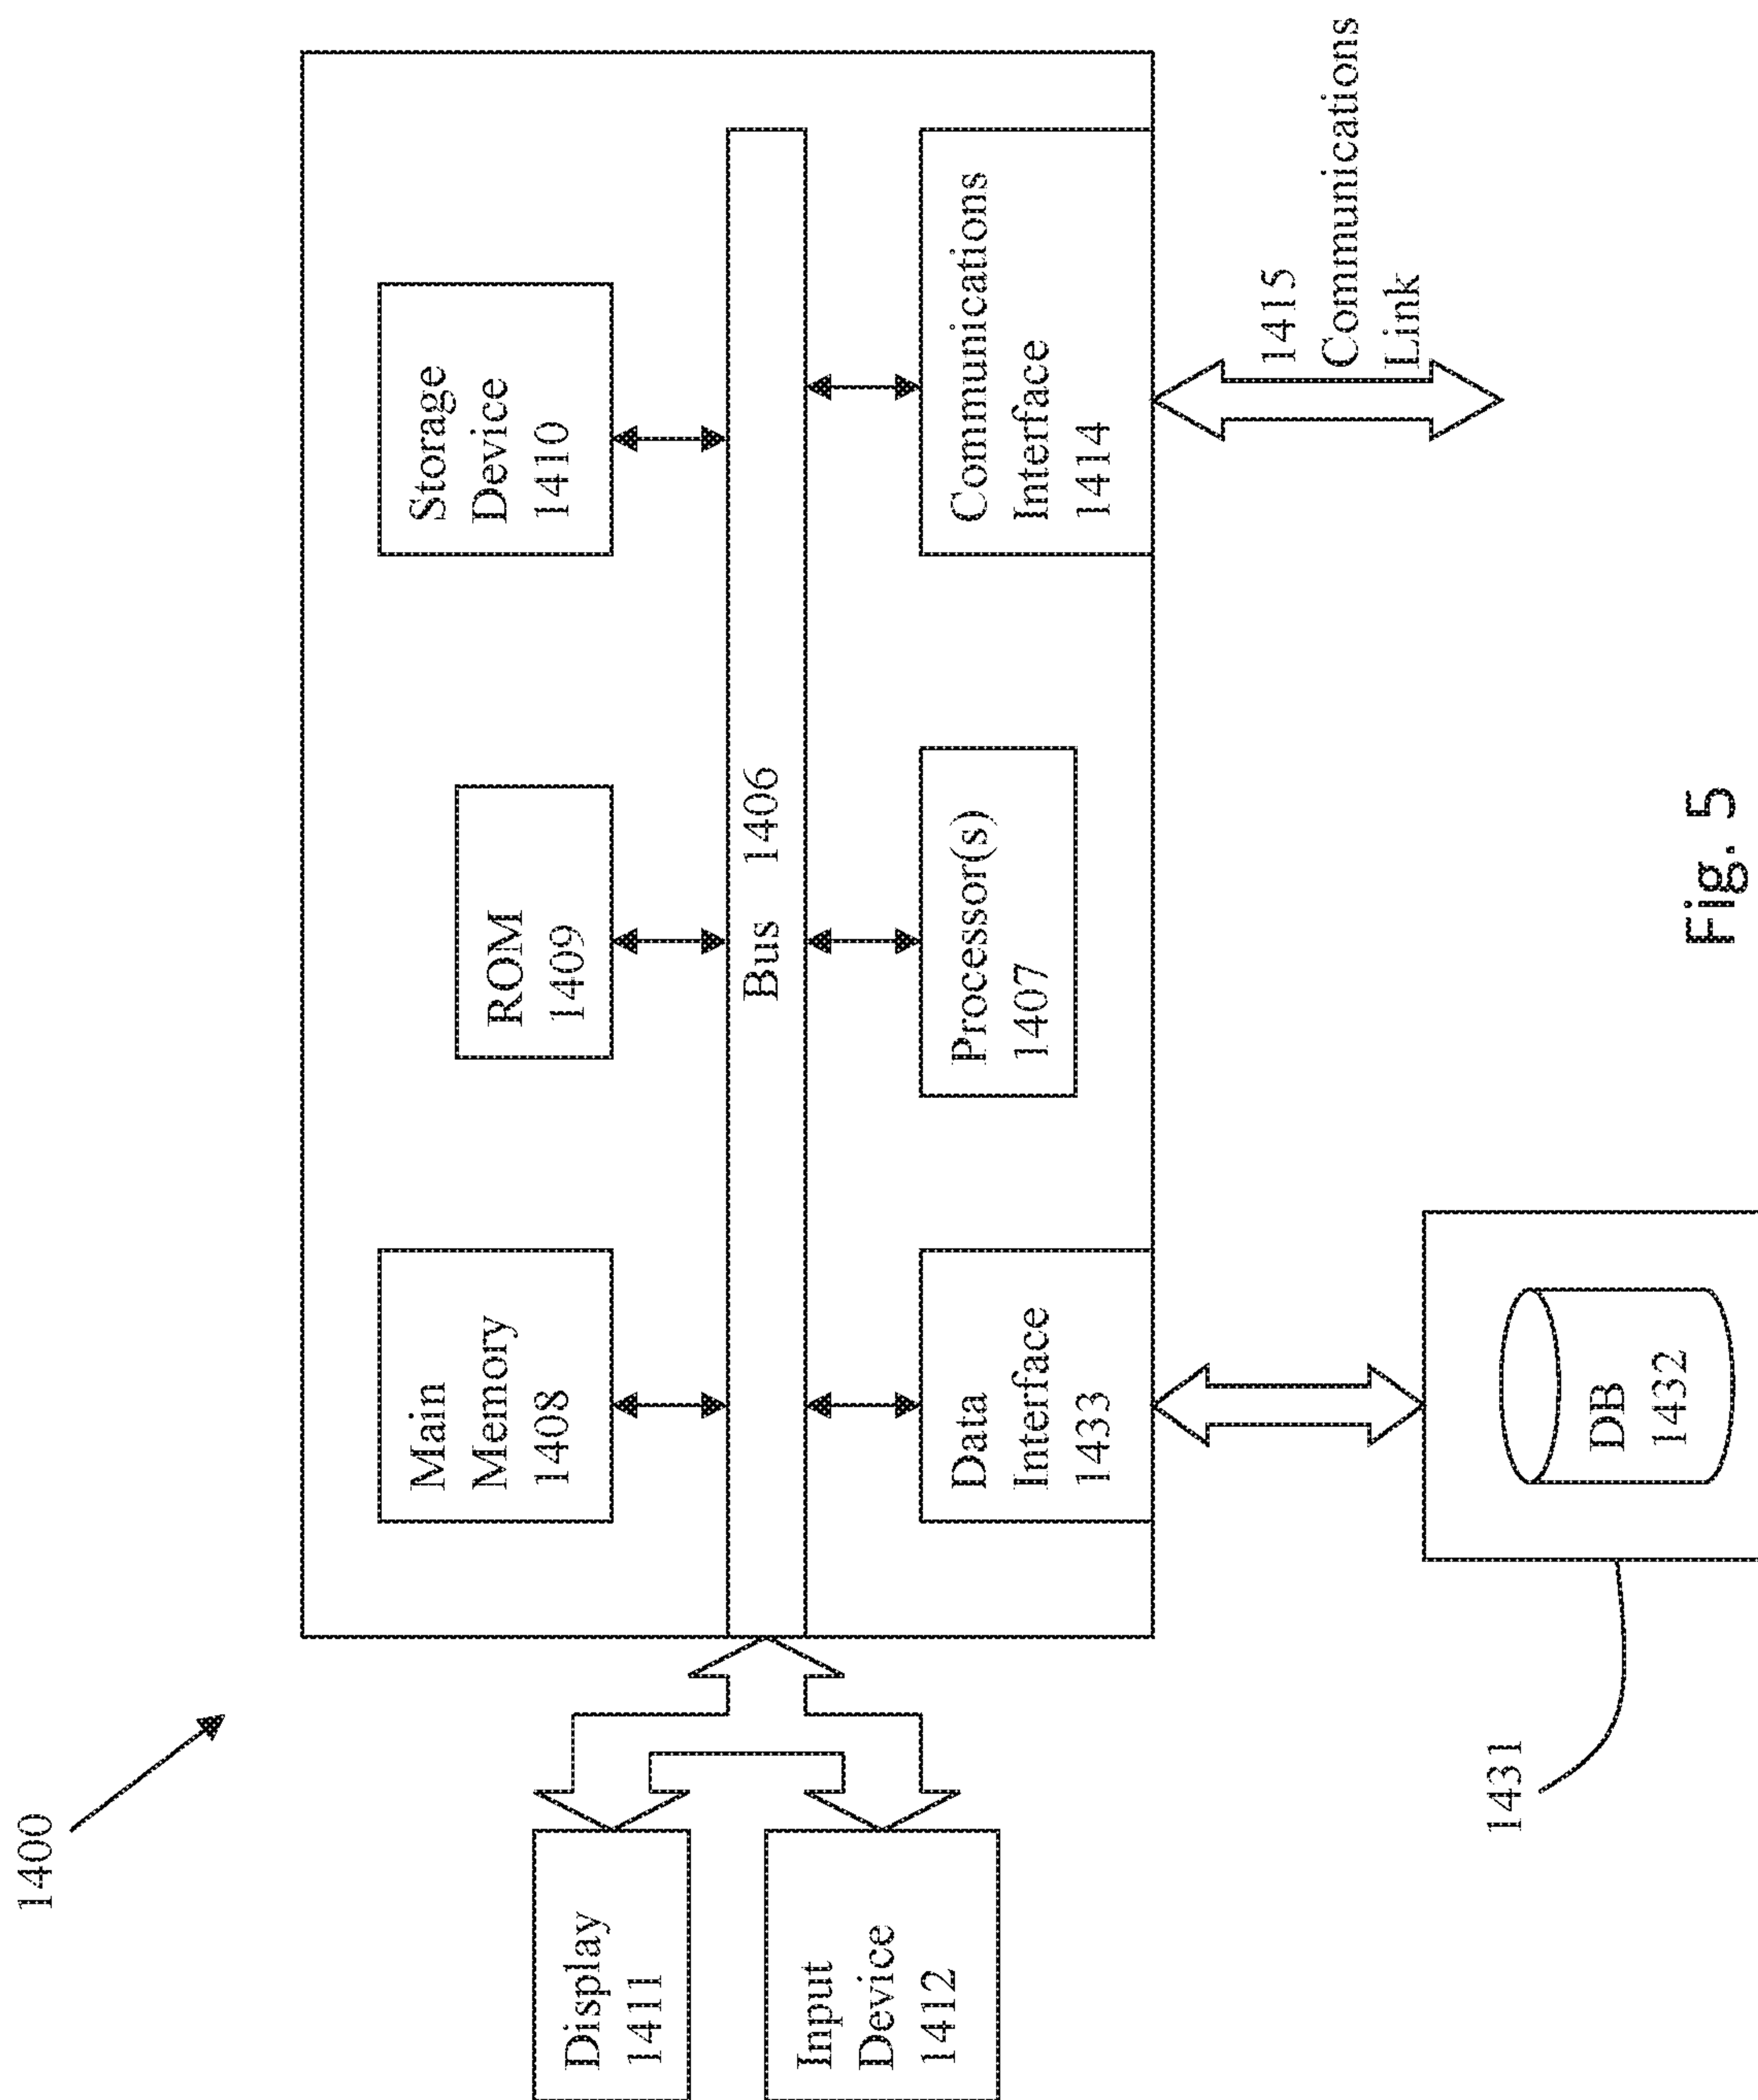 1400
Main
Memory
1408
ROM
1409
Storage
Device
1410
Display
1411
Bus 1406
Input
Device
1412
Data
Interface
1433
Processor(s)
1407
Communications
Interface
1414
1415
Communications
Link
1431
DB
1432
Fig. 5